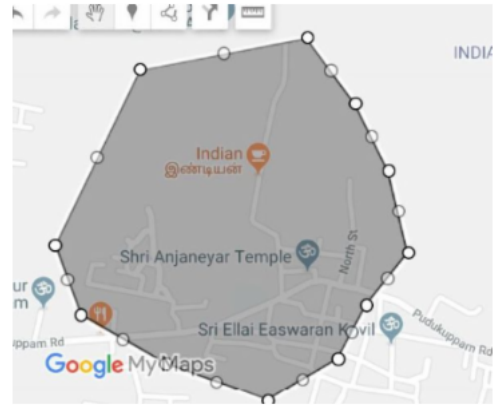 INDIA
Indian
இண்டியன்
Shri Anjaneyar Temple
North St
ur
m
Sri Ellai Easwaran Kovil
Pudukuppam Rd
uppam Rd
Google My Maps